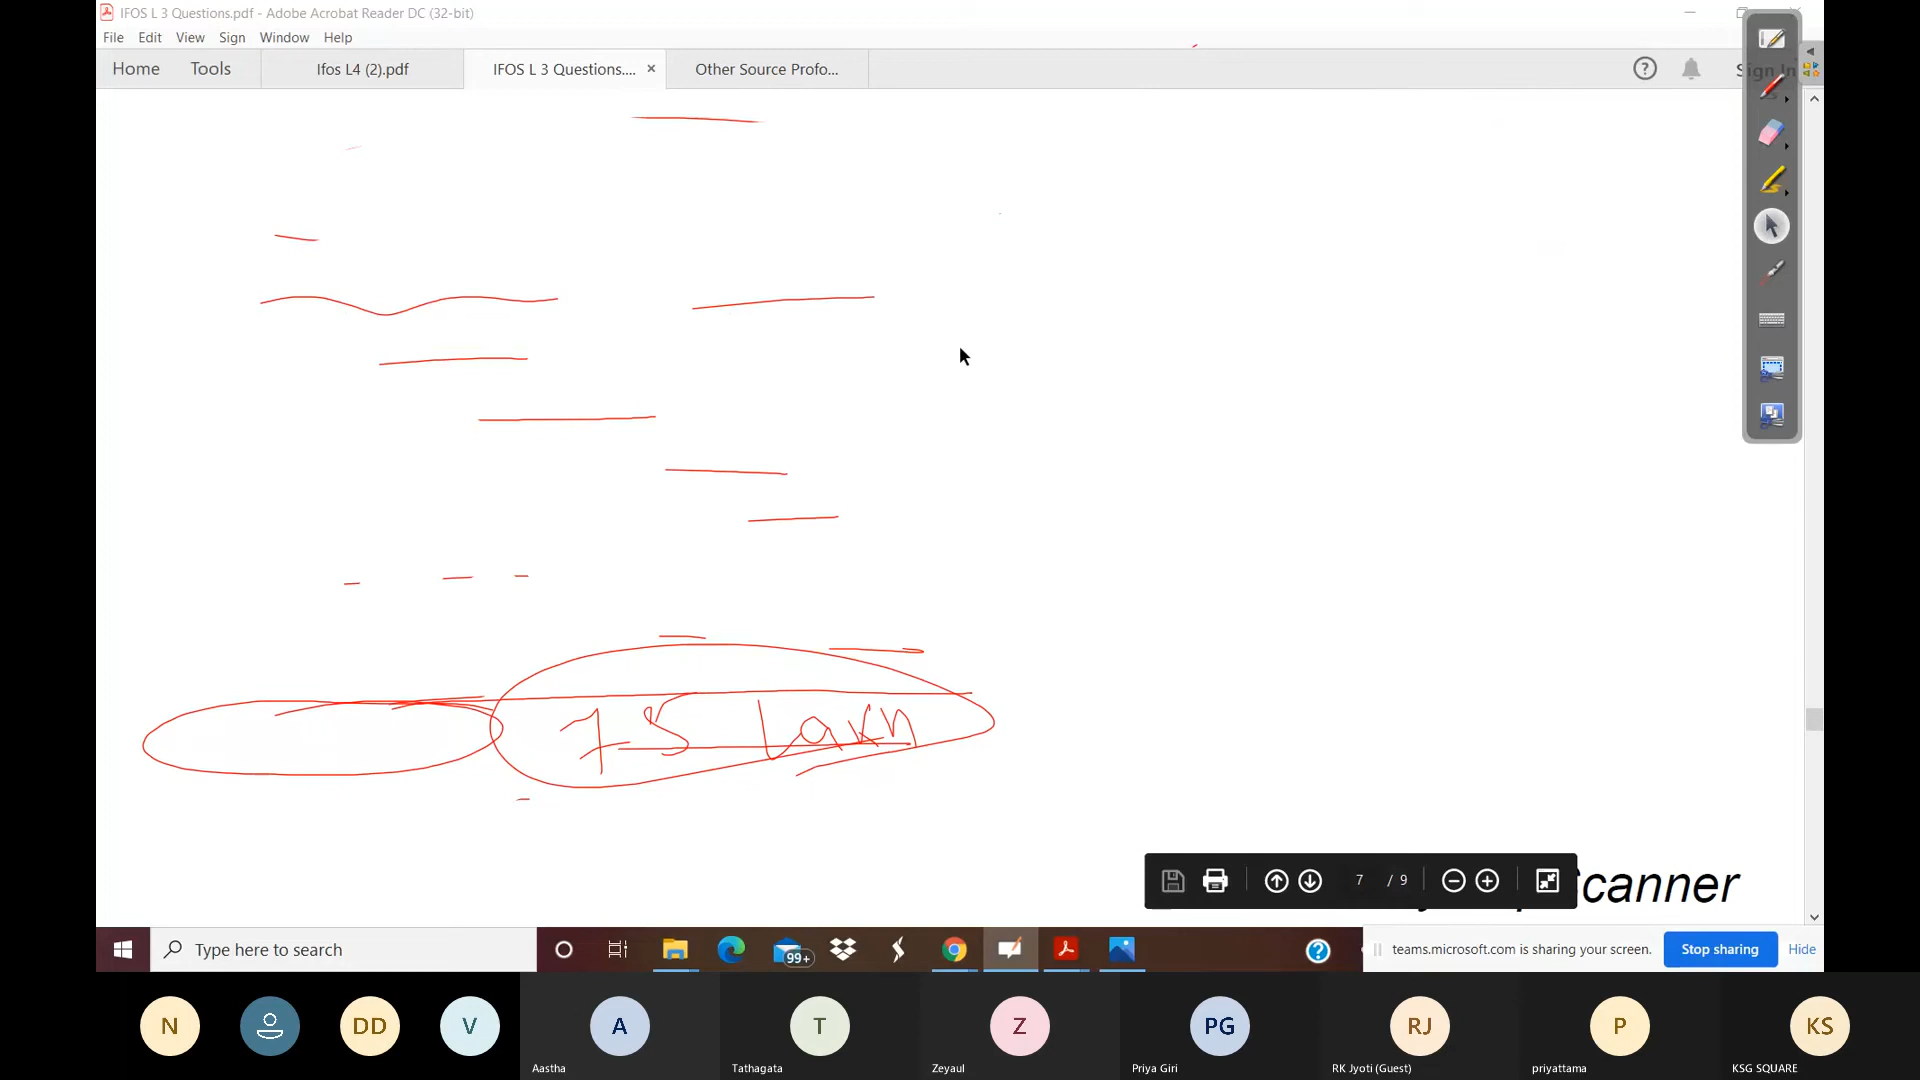 IFOS L 3 Questions.pdf - Adobe Acrobat Reader DC (32-bit)
File Edit View Sign Window Help
Home Tools Ifos L4 (2).pdf IFOS L 3 Questions.... × Other Source Profo... Sign In
75 Lakh
7 / 9
canner
Type here to search
99+
teams.microsoft.com is sharing your screen. Stop sharing Hide
N DD V A T Z PG RJ P KS
Aastha Tathagata Zeyaul Priya Giri RK Jyoti (Guest) priyattama KSG SQUARE